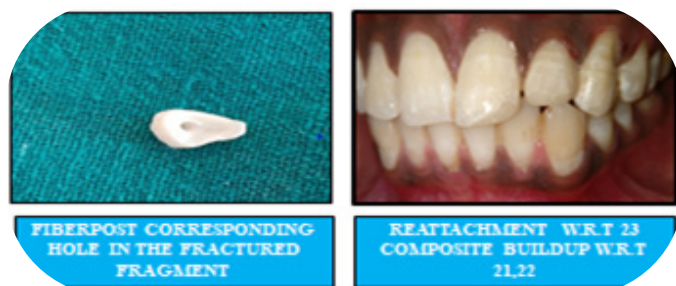 FIBERPOST CORRESPONDING
HOLE IN THE FRACTURED
FRAGMENT
REATTACHMENT W.R.T 23
COMPOSITE BUILDUP W.R.T
21,22